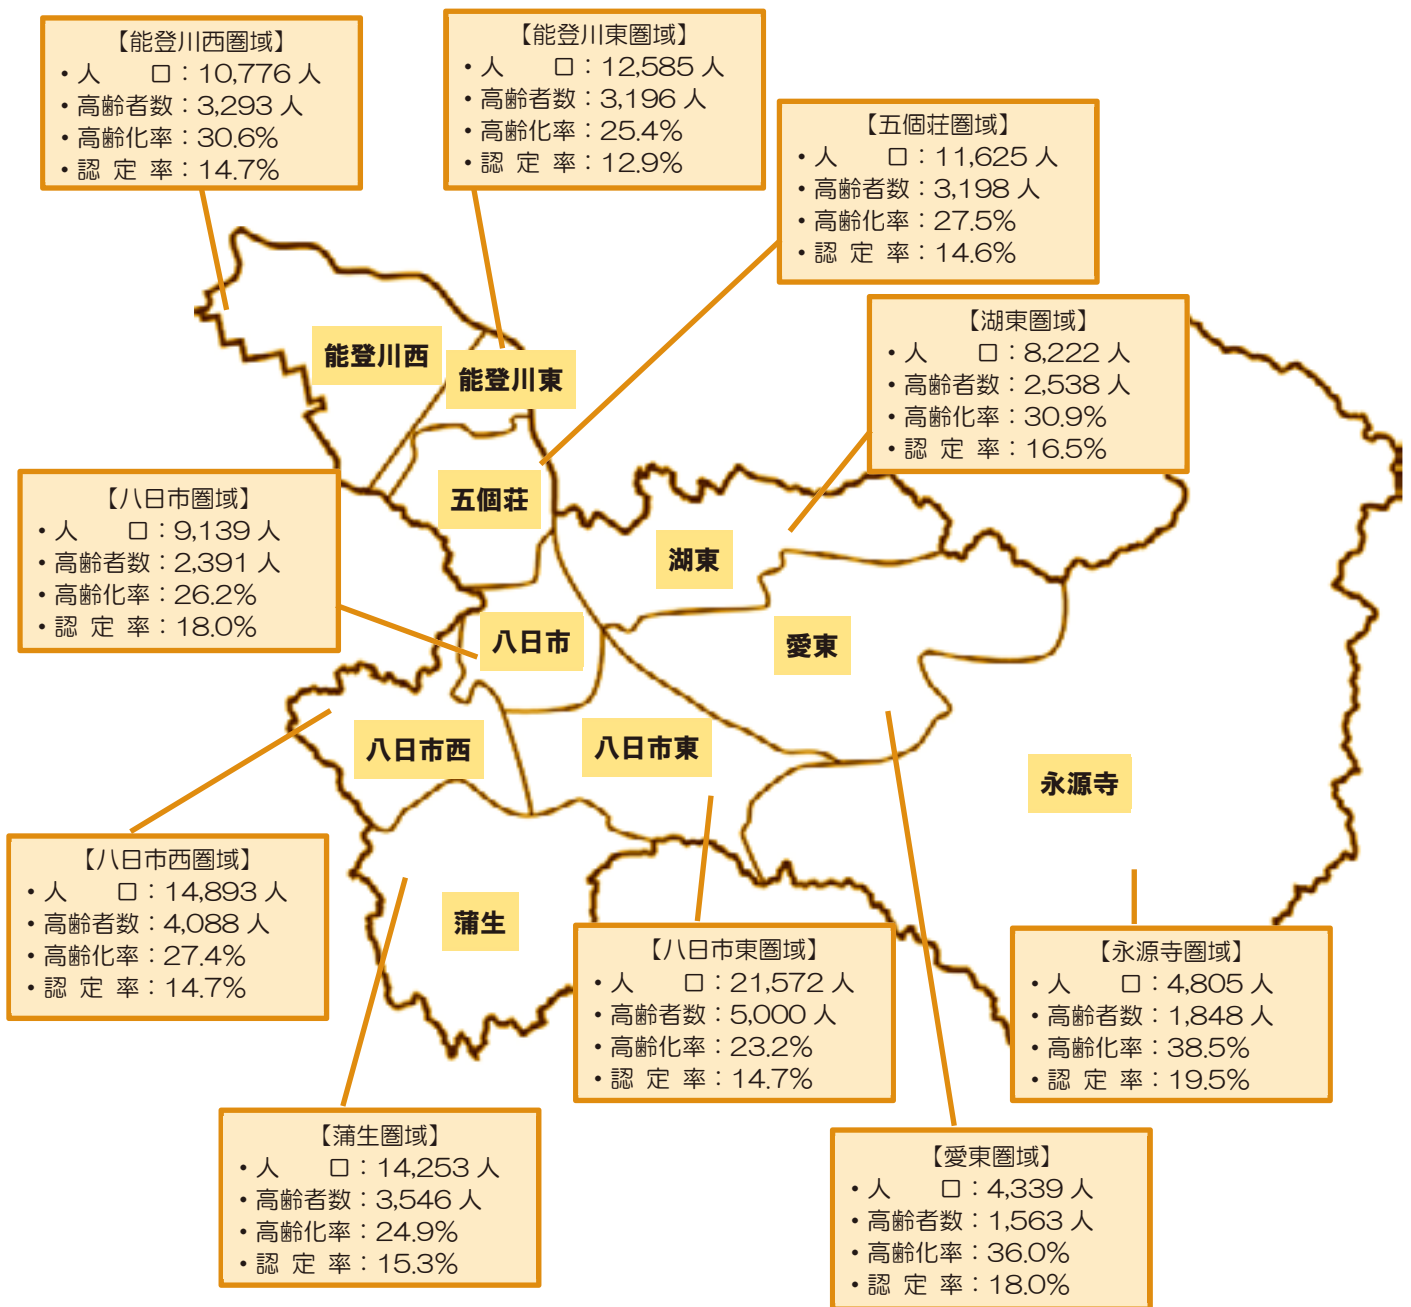 【能登川西圏域】
・人　　口：10,776 人
・高齢者数：3,293 人
・高齢化率：30.6%
・認 定 率：14.7%
【能登川東圏域】
・人　　口：12,585 人
・高齢者数：3,196 人
・高齢化率：25.4%
・認 定 率：12.9%
【五個荘圏域】
・人　　口：11,625 人
・高齢者数：3,198 人
・高齢化率：27.5%
・認 定 率：14.6%
【湖東圏域】
・人　　口：8,222 人
・高齢者数：2,538 人
・高齢化率：30.9%
・認 定 率：16.5%
能登川西
能登川東
五個荘
湖東
【八日市圏域】
・人　　口：9,139 人
・高齢者数：2,391 人
・高齢化率：26.2%
・認 定 率：18.0%
八日市
愛東
八日市西
八日市東
永源寺
蒲生
【八日市西圏域】
・人　　口：14,893 人
・高齢者数：4,088 人
・高齢化率：27.4%
・認 定 率：14.7%
【八日市東圏域】
・人　　口：21,572 人
・高齢者数：5,000 人
・高齢化率：23.2%
・認 定 率：14.7%
【永源寺圏域】
・人　　口：4,805 人
・高齢者数：1,848 人
・高齢化率：38.5%
・認 定 率：19.5%
【蒲生圏域】
・人　　口：14,253 人
・高齢者数：3,546 人
・高齢化率：24.9%
・認 定 率：15.3%
【愛東圏域】
・人　　口：4,339 人
・高齢者数：1,563 人
・高齢化率：36.0%
・認 定 率：18.0%